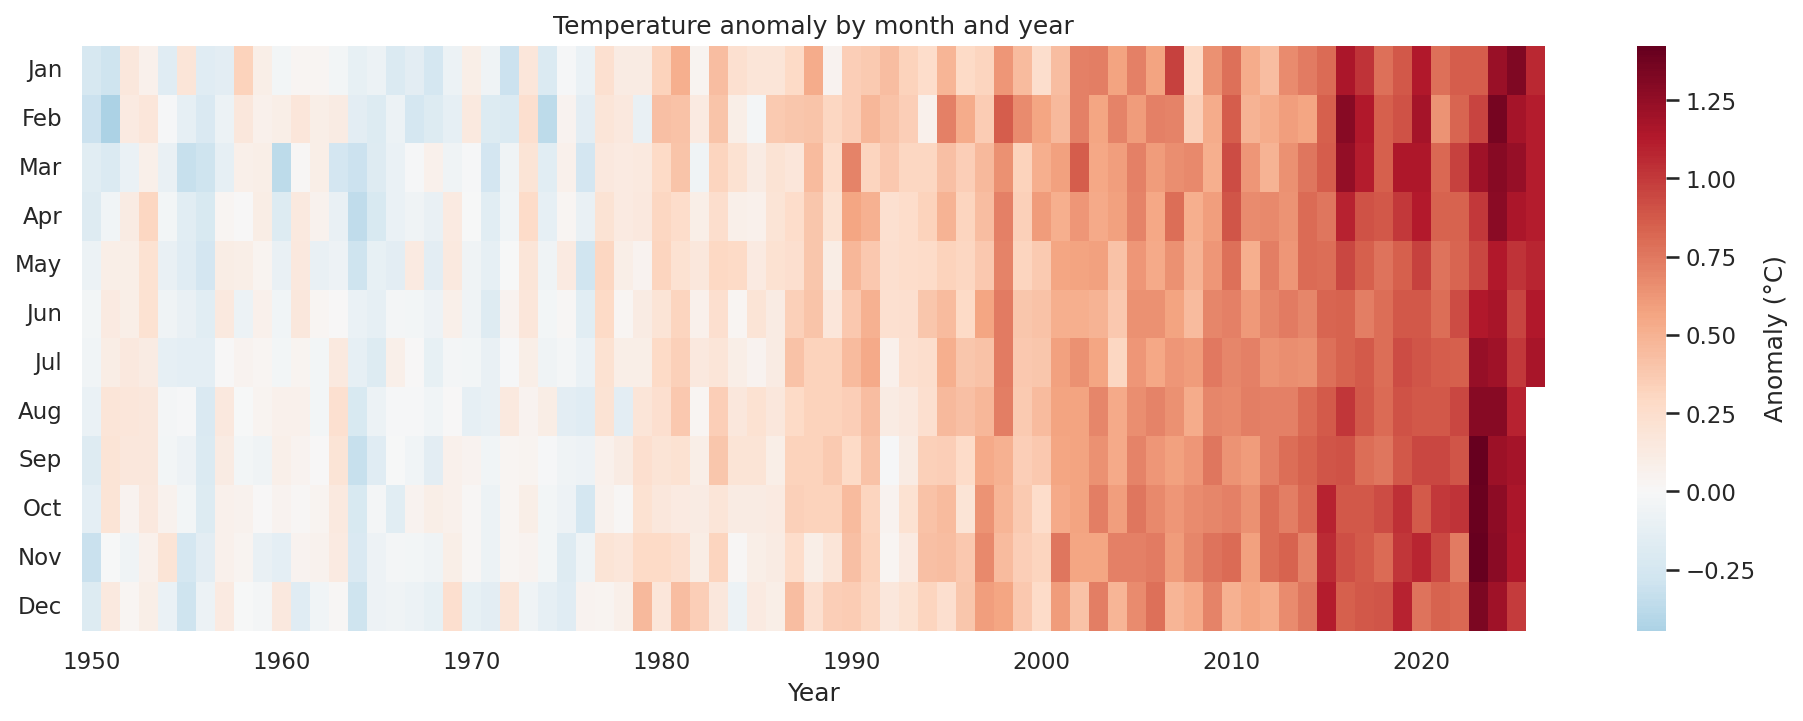 Temperature anomaly by month and year
Jan
Feb
Mar
Apr
May
Jun
Jul
Aug
Sep
Oct
Nov
Dec
1950 1960 1970 1980 1990 2000 2010 2020
Year
1.25
1.00
0.75
0.50
0.25
0.00
−0.25
Anomaly (°C)